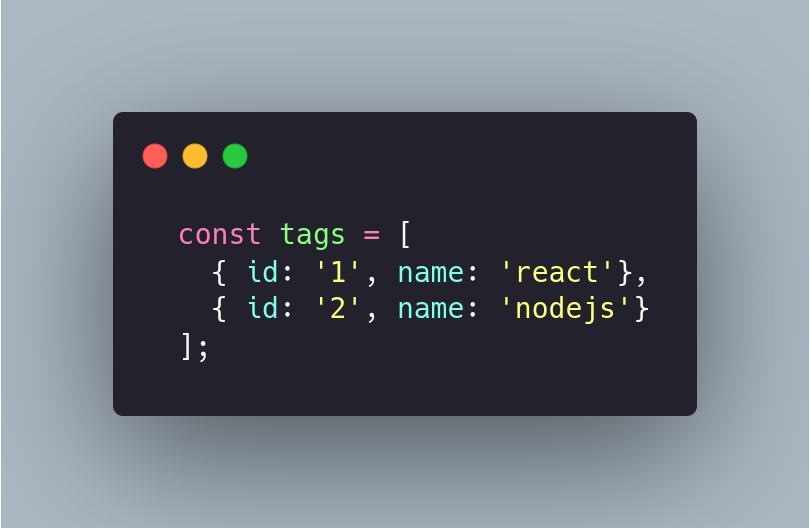 const tags = [
  { id: '1', name: 'react'},
  { id: '2', name: 'nodejs'}
];